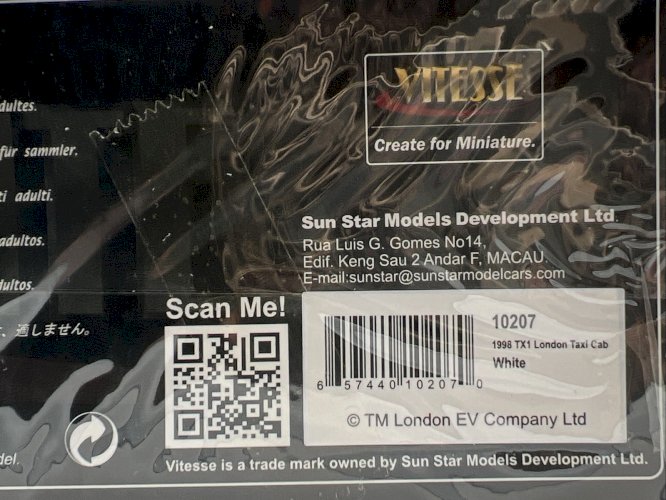 VITESSE
Create for Miniature.
adultes.
für sammler.
ti adulti.
adultos.
dultos.
適しません。
Sun Star Models Development Ltd.
Rua Luis G. Gomes No14,
Edif. Keng Sau 2 Andar F, MACAU.
E-mail:sunstar@sunstarmodelcars.com
Scan Me!
10207
1998 TX1 London Taxi Cab
White
6 57440 10207 0
© TM London EV Company Ltd
del.
Vitesse is a trade mark owned by Sun Star Models Development Ltd.